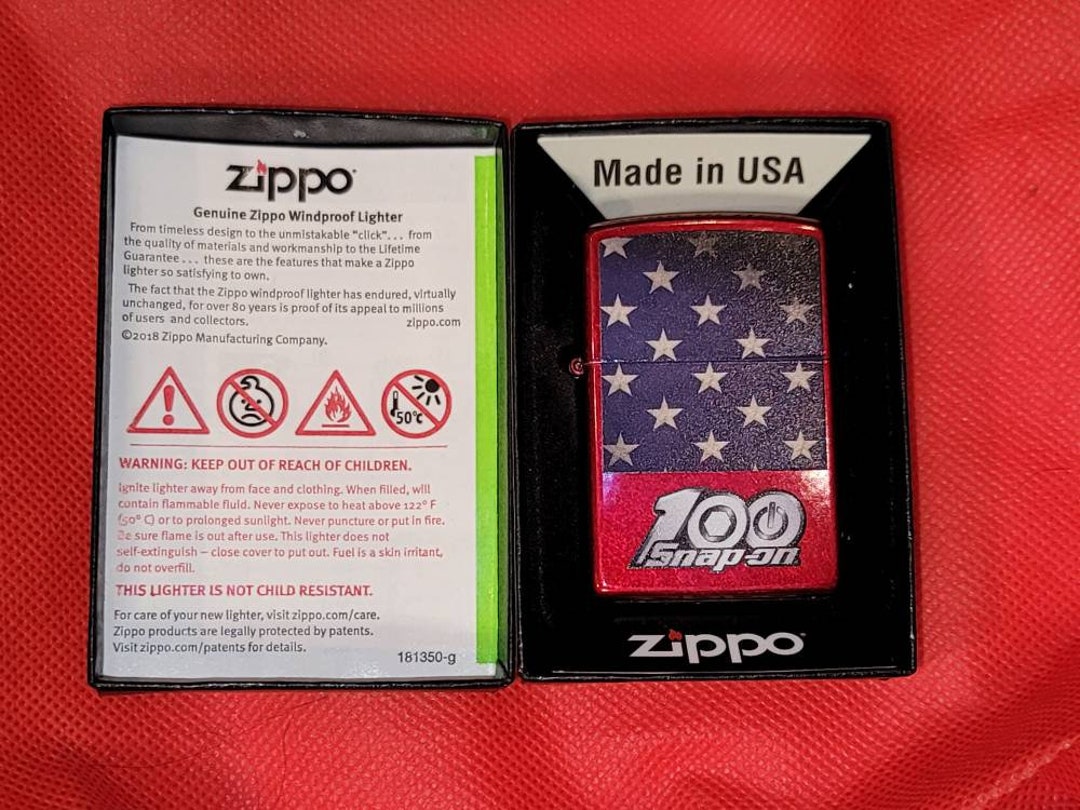 zippo
Genuine Zippo Windproof Lighter
From timeless design to the unmistakable “click”... from
the quality of materials and workmanship to the Lifetime
Guarantee ... these are the features that make a Zippo
lighter so satisfying to own.
The fact that the Zippo windproof lighter has endured, virtually
unchanged, for over 80 years is proof of its appeal to millions
of users and collectors. zippo.com
©2018 Zippo Manufacturing Company.
50°C
WARNING: KEEP OUT OF REACH OF CHILDREN.
Ignite lighter away from face and clothing. When filled, will
contain flammable fluid. Never expose to heat above 122° F
(50° C) or to prolonged sunlight. Never puncture or put in fire.
Be sure flame is out after use. This lighter does not
self-extinguish – close cover to put out. Fuel is a skin irritant,
do not overfill.
THIS LIGHTER IS NOT CHILD RESISTANT.
For care of your new lighter, visit zippo.com/care.
Zippo products are legally protected by patents.
Visit zippo.com/patents for details.
181350-g
Made in USA
100
Snap-on
zippo